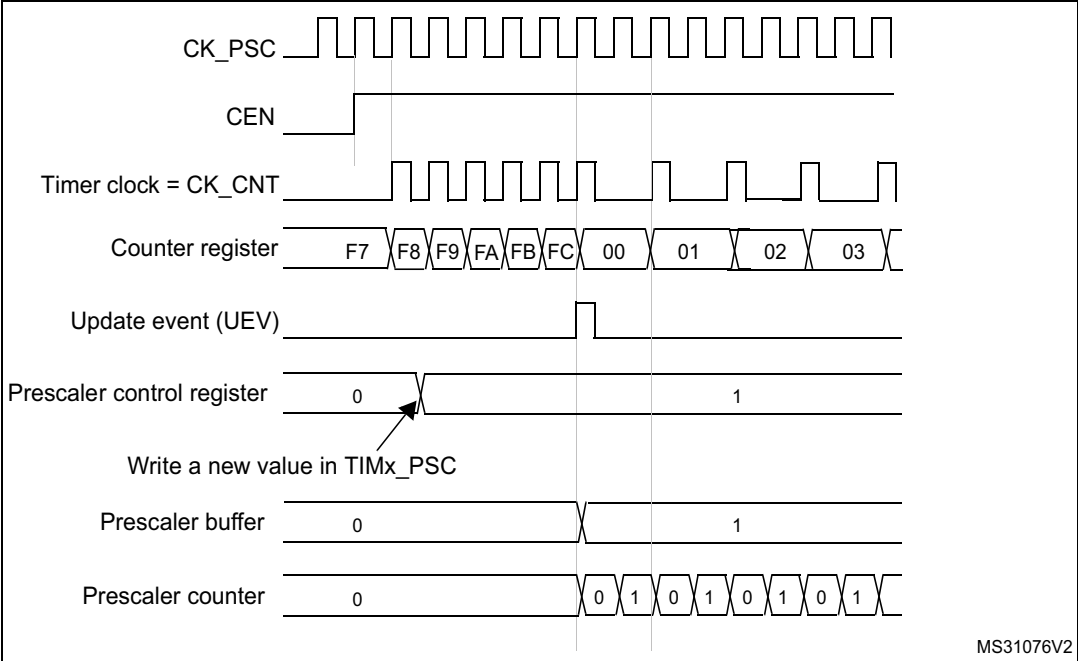 CK_PSC
CEN
Timer clock = CK_CNT
Counter register F7 F8 F9 FA FB FC 00 01 02 03
Update event (UEV)
Prescaler control register 0 1
Write a new value in TIMx_PSC
Prescaler buffer 0 1
Prescaler counter 0 0 1 0 1 0 1 0 1
MS31076V2